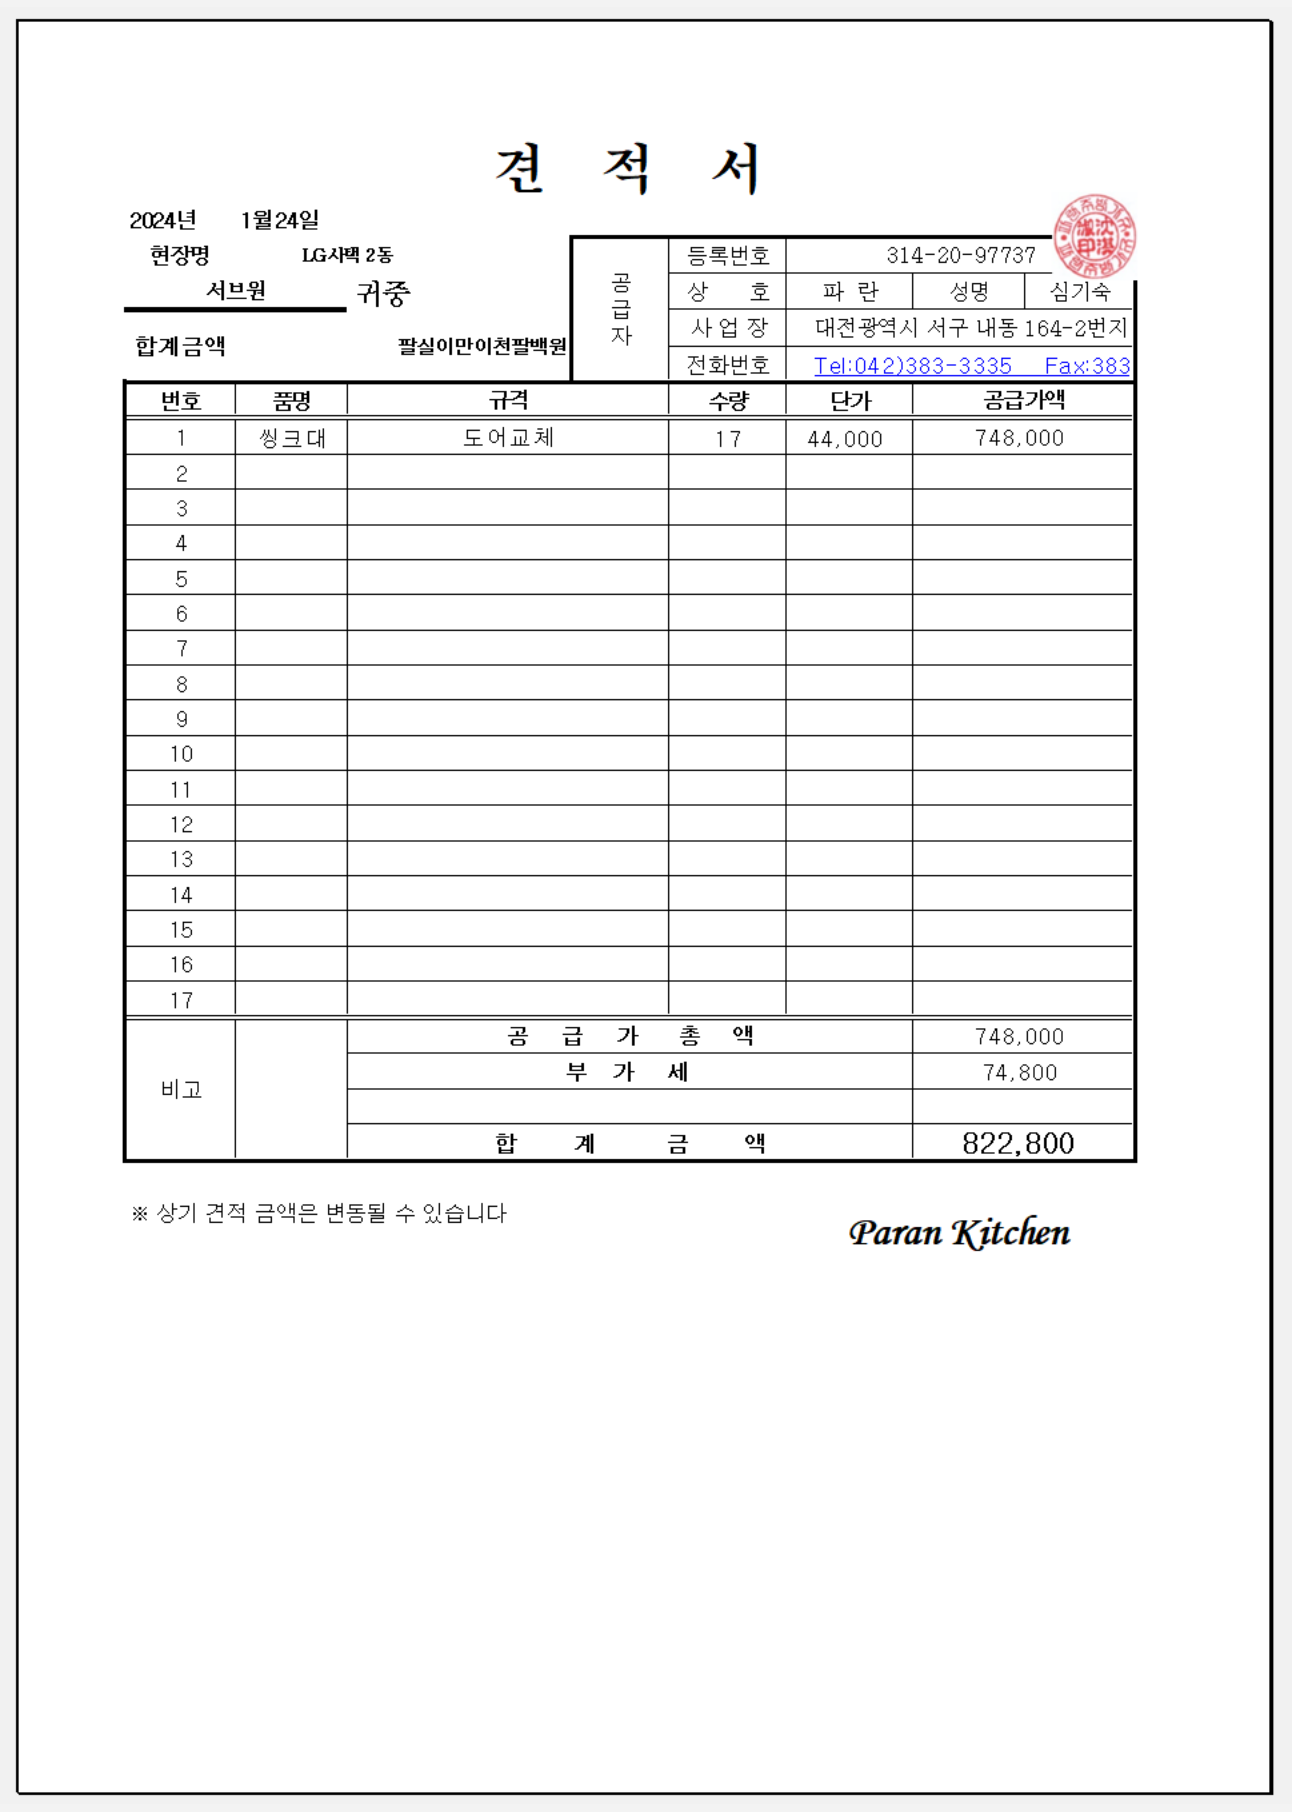 견 적 서
2024년 1월24일
현장명 LG사택 2동
서브원 귀중
합계금액 팔실이만이천팔백원
공급자
등록번호 314-20-97737
상 호 파 란 성명 심기숙
사 업 장 대전광역시 서구 내동 164-2번지
전화번호 Tel:042)383-3335 Fax:383
번호 품명 규격 수량 단가 공급가액
1 씽크대 도어교체 17 44,000 748,000
2
3
4
5
6
7
8
9
10
11
12
13
14
15
16
17
비고
공 급 가 총 액 748,000
부 가 세 74,800
합 계 금 액 822,800
※ 상기 견적 금액은 변동될 수 있습니다
Paran Kitchen